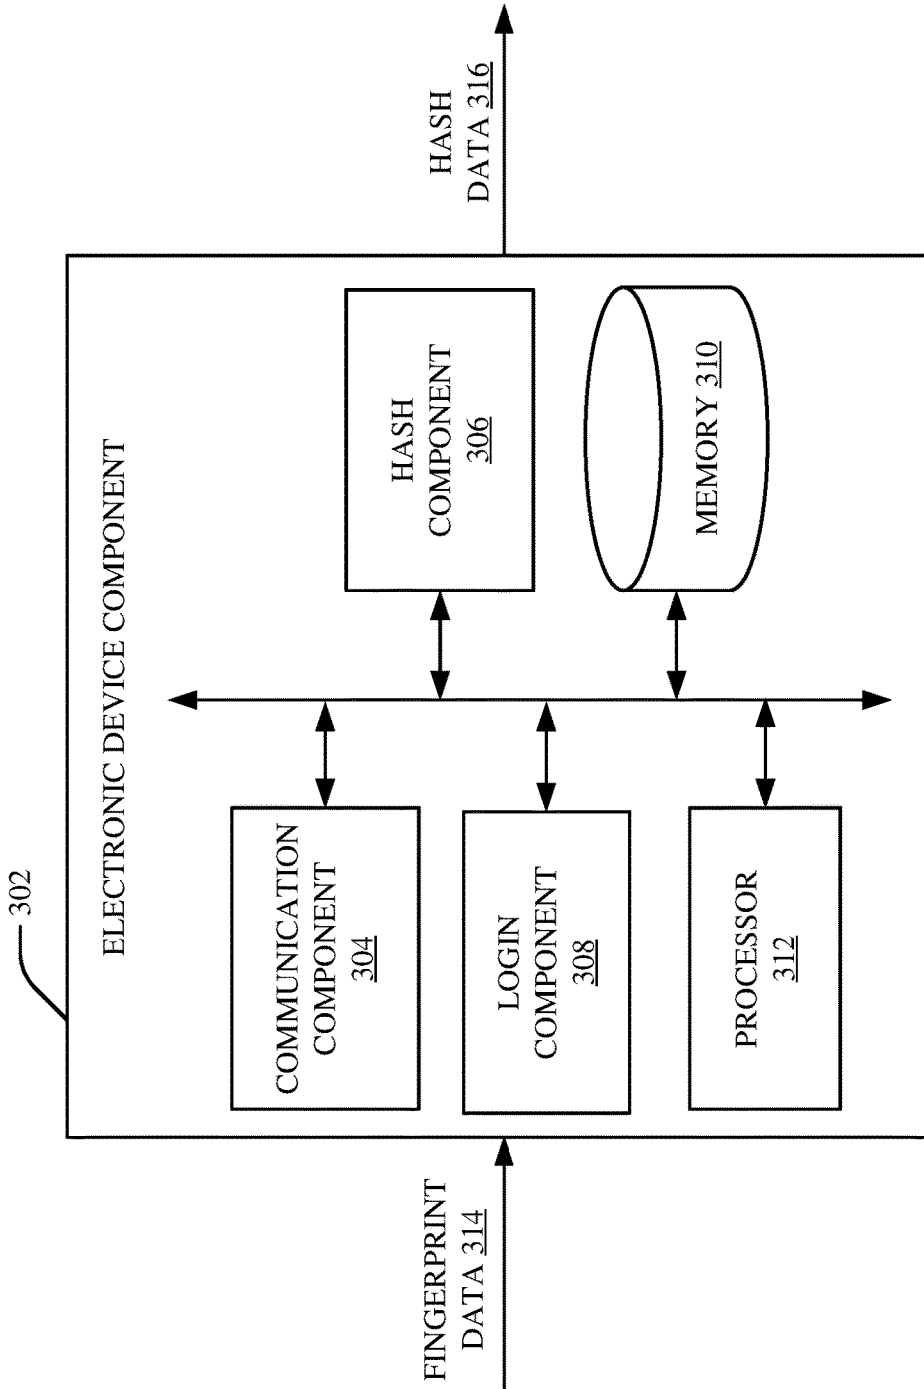 302
ELECTRONIC DEVICE COMPONENT
FINGERPRINT
DATA 314
COMMUNICATION
COMPONENT
304
LOGIN
COMPONENT
308
PROCESSOR
312
HASH
COMPONENT
306
MEMORY 310
HASH
DATA 316